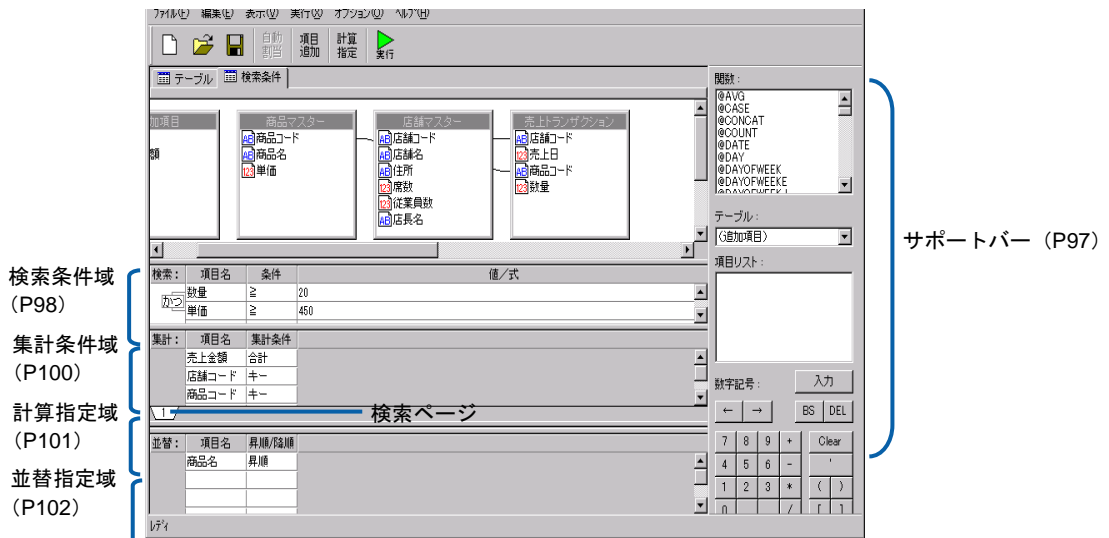 ファイル(F) 編集(E) 表示(V) 実行(X) オプション(O) ヘルプ(H)
自動割当 項目追加 計算指定 実行
テーブル 検索条件
加項目
額
商品マスター
商品コード
商品名
単価
店舗マスター
店舗コード
店舗名
住所
席数
従業員数
店長名
売上トランザクション
店舗コード
売上日
商品コード
数量
検索: 項目名 条件 値/式
かつ
数量 ≧ 20
単価 ≧ 450
集計: 項目名 集計条件
売上金額 合計
店舗コード キー
商品コード キー
1
検索ページ
並替: 項目名 昇順/降順
商品名 昇順
レディ
関数:
@AVG
@CASE
@CONCAT
@COUNT
@DATE
@DAY
@DAYOFWEEK
@DAYOFWEEKE
テーブル:
(追加項目)
項目リスト:
数字記号: 入力
← → BS DEL
7 8 9 + Clear
4 5 6 - '
1 2 3 * ( )
0 / [ ]
検索条件域
(P98)
集計条件域
(P100)
計算指定域
(P101)
並替指定域
(P102)
サポートバー(P97)